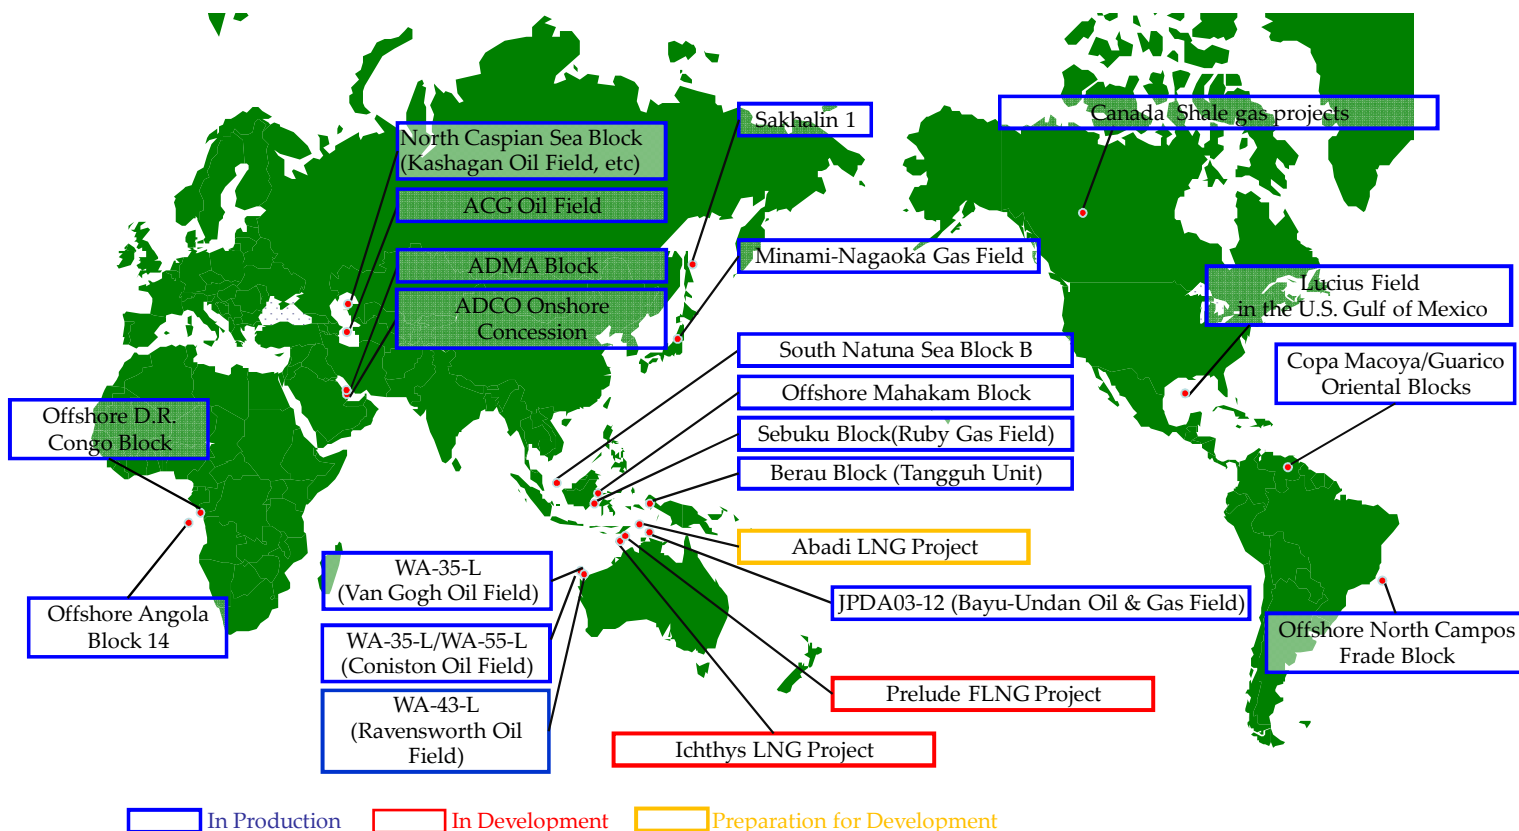 Sakhalin 1
Canada  Shale gas projects
North Caspian Sea Block
(Kashagan Oil Field, etc)
ACG Oil Field
ADMA Block
ADCO Onshore
Concession
Minami-Nagaoka Gas Field
Lucius Field
in the U.S. Gulf of Mexico
South Natuna Sea Block B
Copa Macoya/Guarico
Oriental Blocks
Offshore Mahakam Block
Offshore D.R.
Congo Block
Sebuku Block(Ruby Gas Field)
Berau Block (Tangguh Unit)
Abadi LNG Project
WA-35-L
(Van Gogh Oil Field)
JPDA03-12 (Bayu-Undan Oil & Gas Field)
Offshore Angola
Block 14
WA-35-L/WA-55-L
(Coniston Oil Field)
Offshore North Campos
Frade Block
Prelude FLNG Project
WA-43-L
(Ravensworth Oil
Field)
Ichthys LNG Project
In Production
In Development
Preparation for Development